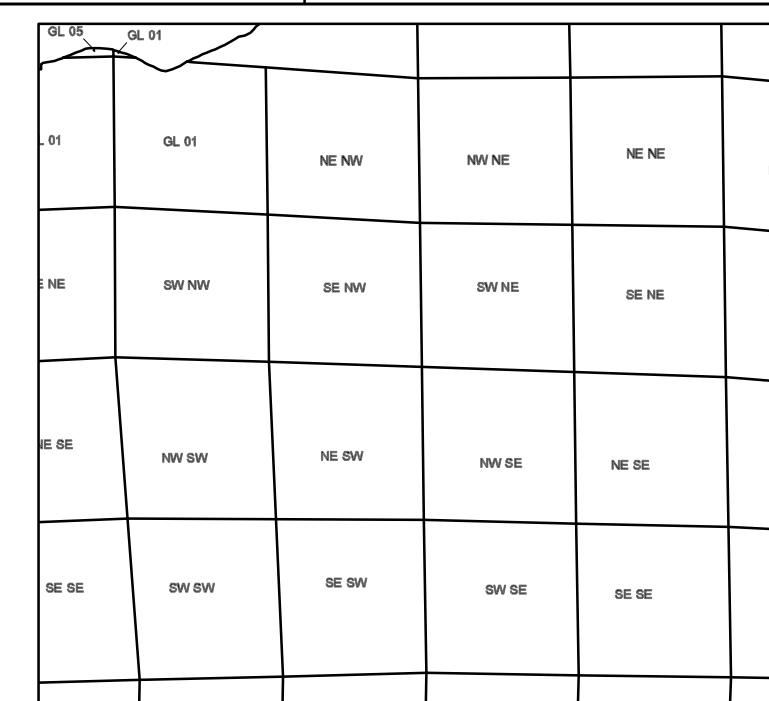 GL 05
GL 01
01
GL 01
NE NW
NW NE
NE NE
NE
SW NW
SE NW
SW NE
SE NE
NE SE
NW SW
NE SW
NW SE
NE SE
SE SE
SW SW
SE SW
SW SE
SE SE